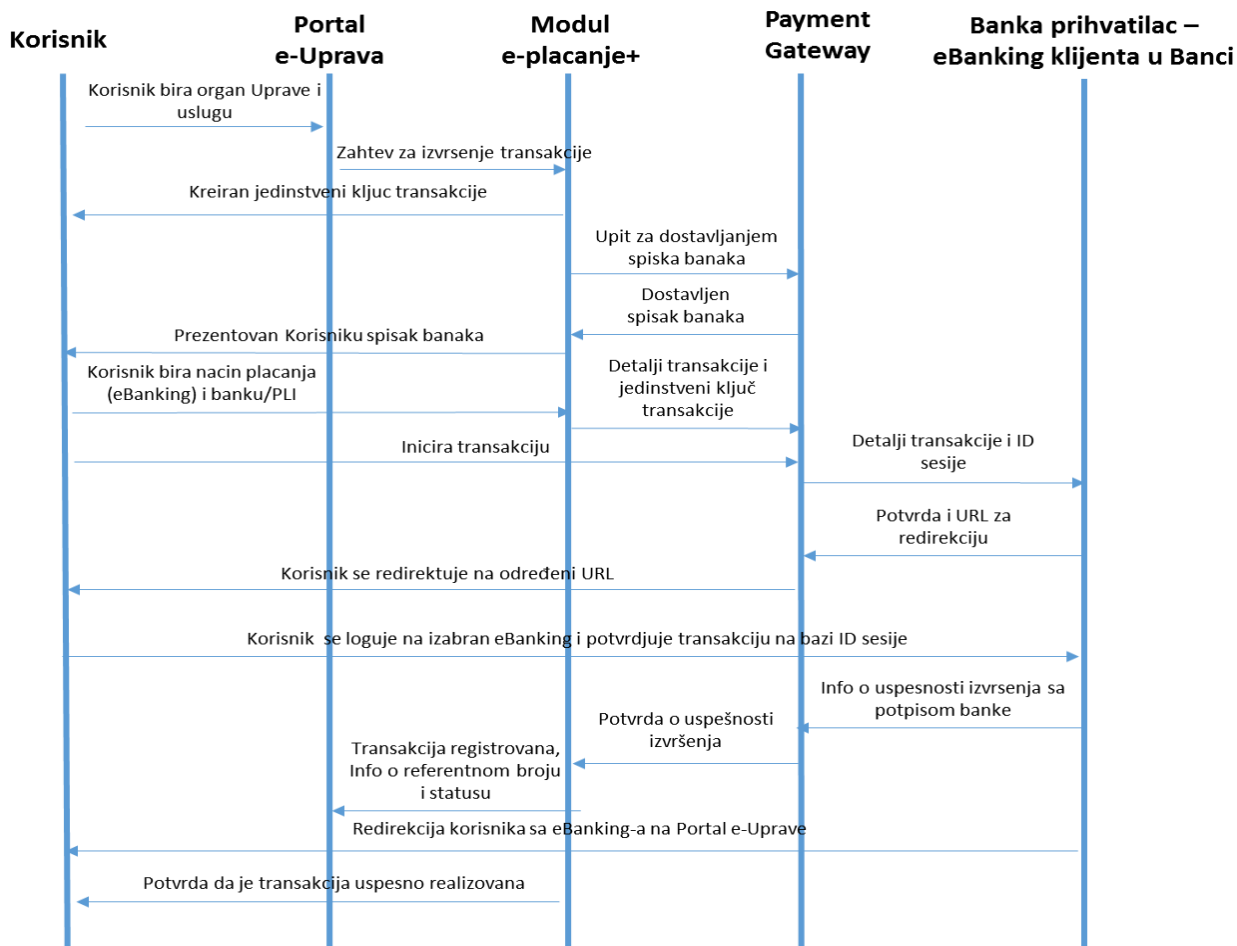 Korisnik
Portal
e-Uprava
Modul
e-placanje+
Payment
Gateway
Banka prihvatilac –
eBanking klijenta u Banci
Korisnik bira organ Uprave i
uslugu
Zahtev za izvrsenje transakcije
Kreiran jedinstveni kljuc transakcije
Upit za dostavljanjem
spiska banaka
Dostavljen
spisak banaka
Prezentovan Korisniku spisak banaka
Korisnik bira nacin placanja
(eBanking) i banku/PLI
Detalji transakcije i
jedinstveni ključ
transakcije
Inicira transakciju
Detalji transakcije i ID
sesije
Potvrda i URL za
redirekciju
Korisnik se redirektuje na određeni URL
Korisnik se loguje na izabran eBanking i potvrdjuje transakciju na bazi ID sesije
Info o uspesnosti izvrsenja sa
potpisom banke
Potvrda o uspešnosti
izvršenja
Transakcija registrovana,
Info o referentnom broju
i statusu
Redirekcija korisnika sa eBanking-a na Portal e-Uprave
Potvrda da je transakcija uspesno realizovana